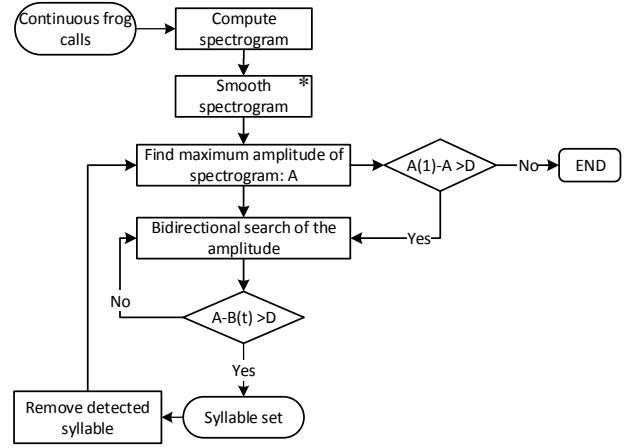 Continuous frog
calls
Compute
spectrogram
Smooth *
spectrogram
Find maximum amplitude of
spectrogram: A
A(1)-A >D
No
END
Bidirectional search of the
amplitude
Yes
No
A-B(t) >D
Yes
Remove detected
syllable
Syllable set